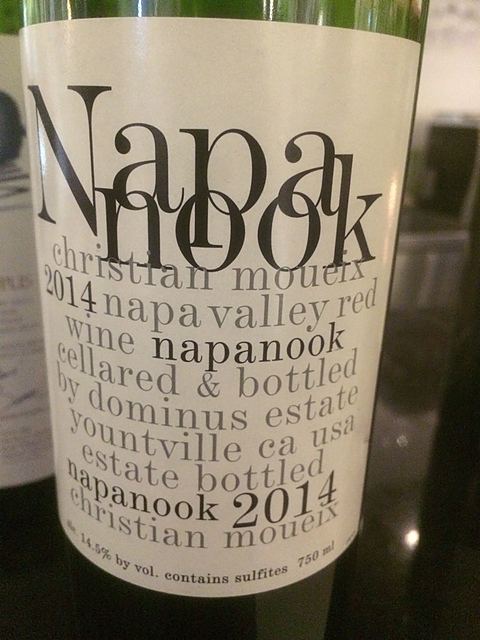 Napa
nook
christian moueix
2014 napa valley red
wine napanook
cellared & bottled
by dominus estate
yountville ca usa
estate bottled
napanook 2014
christian moueix
alc. 14.5% by vol. contains sulfites 750 ml